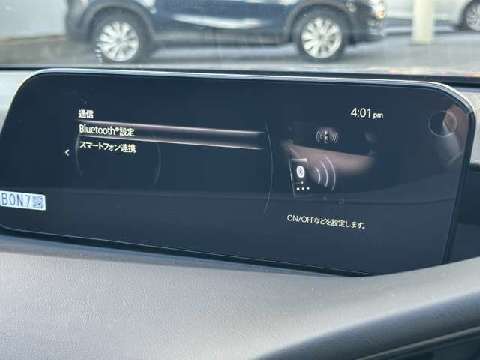 通信
4:01 pm
Bluetooth®設定
スマートフォン連携
BON7
ON/OFFなどを設定します。